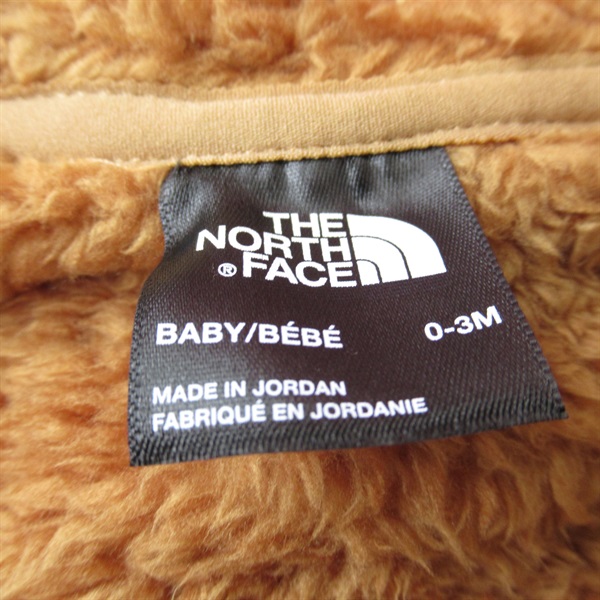 THE
NORTH
® FACE
BABY/BÉBÉ 0-3M
MADE IN JORDAN
FABRIQUÉ EN JORDANIE